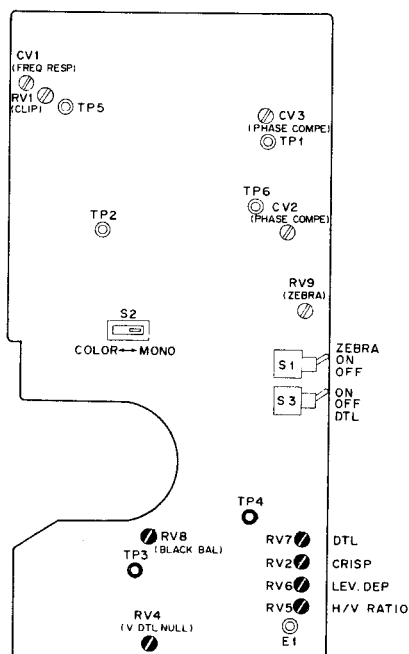 CV1
(FREQ RESP)
RV1
(CLIP)
TP5
CV3
(PHASE COMPE)
TP1
TP6
CV2
(PHASE COMPE)
TP2
RV9
(ZEBRA)
S2
COLOR↔MONO
S1
ZEBRA
ON
OFF
S3
ON
OFF
DTL
TP4
RV8
(BLACK BAL)
TP3
RV7 DTL
RV2 CRISP
RV6 LEV. DEP
RV5 H/V RATIO
RV4
(V DTL NULL)
E1